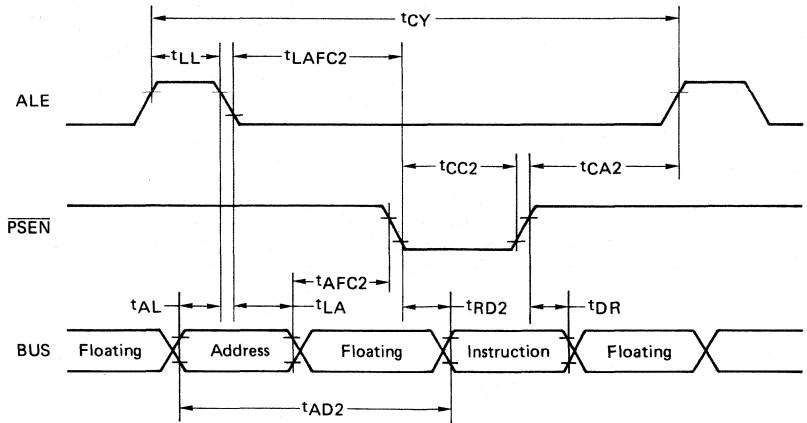 tCY
tLL
tLAFC2
ALE
tCC2
tCA2
PSEN
tAFC2
tAL
tLA
tRD2
tDR
BUS
Floating
Address
Floating
Instruction
Floating
tAD2